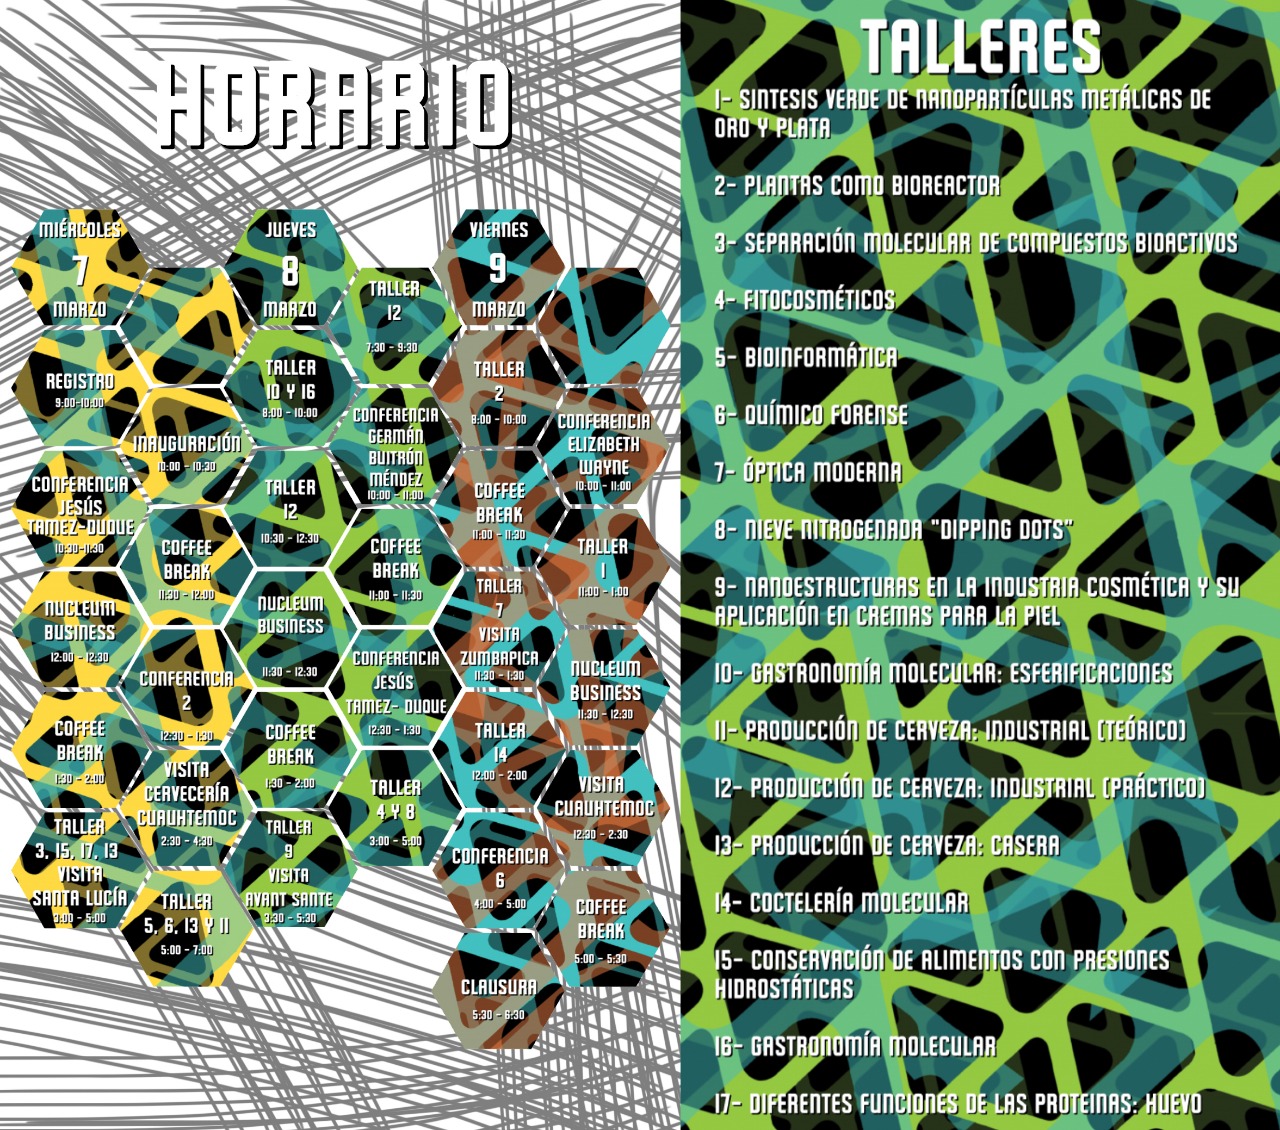 HORARIO
MIÉRCOLES
7
MARZO
REGISTRO
9:00-10:00
INAUGURACIÓN
10:00 - 10:30
CONFERENCIA
JESÚS
TAMEZ-DUQUE
10:30-11:30
COFFEE
BREAK
11:30 - 12:00
NUCLEUM
BUSINESS
12:00 - 12:30
CONFERENCIA
2
12:30 - 1:30
COFFEE
BREAK
1:30 - 2:00
VISITA
CERVECERÍA
CUAUHTEMOC
2:30 - 4:30
TALLER
3, 15, 17, 13
VISITA
SANTA LUCÍA
3:00 - 5:00
TALLER
5, 6, 13 Y 11
5:00 - 7:00
JUEVES
8
MARZO
TALLER
12
7:30 - 9:30
TALLER
10 Y 16
8:00 - 10:00
CONFERENCIA
GERMÁN
BUITRÓN
MÉNDEZ
10:00 - 11:00
TALLER
12
10:30 - 12:30
COFFEE
BREAK
11:00 - 11:30
NUCLEUM
BUSINESS
11:30 - 12:30
CONFERENCIA
JESÚS
TAMEZ- DUQUE
12:30 - 1:30
COFFEE
BREAK
1:30 - 2:00
TALLER
4 Y 8
3:00 - 5:00
TALLER
9
VISITA
AVANT SANTE
3:30 - 5:30
VIERNES
9
MARZO
TALLER
2
8:00 - 10:00
CONFERENCIA
ELIZABETH
WAYNE
10:00 - 11:00
COFFEE
BREAK
11:00 - 11:30
TALLER
1
11:00 - 1:00
TALLER
7
VISITA
ZUMBAPICA
11:30 - 1:30
NUCLEUM
BUSINESS
11:30 - 12:30
TALLER
14
12:00 - 2:00
VISITA
CUAUHTEMOC
12:30 - 2:30
CONFERENCIA
6
4:00 - 5:00
COFFEE
BREAK
5:00 - 5:30
CLAUSURA
5:30 - 6:30
TALLERES
1- SINTESIS VERDE DE NANOPARTÍCULAS METÁLICAS DE
ORO Y PLATA
2- PLANTAS COMO BIOREACTOR
3- SEPARACIÓN MOLECULAR DE COMPUESTOS BIOACTIVOS
4- FITOCOSMÉTICOS
5- BIOINFORMÁTICA
6- QUÍMICO FORENSE
7- ÓPTICA MODERNA
8- NIEVE NITROGENADA "DIPPING DOTS"
9- NANOESTRUCTURAS EN LA INDUSTRIA COSMÉTICA Y SU
APLICACIÓN EN CREMAS PARA LA PIEL
10- GASTRONOMÍA MOLECULAR: ESFERIFICACIONES
11- PRODUCCIÓN DE CERVEZA: INDUSTRIAL (TEÓRICO)
12- PRODUCCIÓN DE CERVEZA: INDUSTRIAL (PRÁCTICO)
13- PRODUCCIÓN DE CERVEZA: CASERA
14- COCTELERÍA MOLECULAR
15- CONSERVACIÓN DE ALIMENTOS CON PRESIONES
HIDROSTÁTICAS
16- GASTRONOMÍA MOLECULAR
17- DIFERENTES FUNCIONES DE LAS PROTEINAS: HUEVO